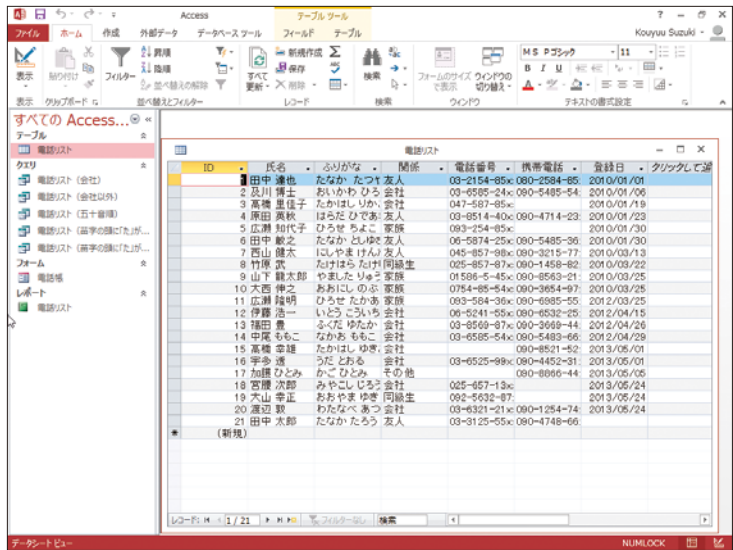 Access
テーブル ツール
ファイル ホーム 作成 外部データ データベース ツール フィールド テーブル
Kouyuu Suzuki
表示 貼り付け フィルター 昇順 降順 並べ替えの解除 すべて更新 新規作成 保存 削除 検索 フォームのサイズで表示 ウィンドウの切り替え MS Pゴシック 11
B I U
表示 クリップボード 並べ替えとフィルター レコード 検索 ウィンドウ テキストの書式設定
すべての Access...
テーブル
電話リスト
クエリ
電話リスト（会社）
電話リスト（会社以外）
電話リスト（五十音順）
電話リスト（苗字の頭に「た」が...
電話リスト（苗字の頭に「た」が...
フォーム
電話帳
レポート
電話リスト
電話リスト
ID 氏名 ふりがな 関係 電話番号 携帯電話 登録日 クリックして追
1 田中 達也 たなか たつｔ 友人 03-2154-85x 080-2584-65 2010/01/01
2 及川 博士 おいかわ ひろ 会社 03-6585-24x 090-5485-54 2010/01/06
3 高橋 里佳子 たかはし りか 会社 047-587-85x 2010/01/19
4 原田 英秋 はらだ ひであ 友人 03-8514-40x 090-4714-23 2010/01/23
5 広瀬 知代子 ひろせ ちよこ 家族 093-254-85x 2010/03/01
6 田中 敏之 たなか としゆき 友人 06-5874-25x 090-5485-36 2010/01/30
7 西山 健太 にしやま けん 友人 045-857-98x 090-3215-77 2010/03/13
8 竹原 武 たけはら たけし 同級生 025-857-87x 090-1458-82 2010/03/22
9 山下 龍太郎 やました りゅう 家族 01586-5-45x 090-8563-21 2010/03/25
10 大西 伸之 おおにし のぶ 家族 0754-85-54x 090-3654-97 2010/03/25
11 広瀬 隆明 ひろせ たかあ 家族 093-584-36x 090-6985-55 2012/03/25
12 伊藤 浩一 いとう こういち 会社 06-5241-55x 090-6532-25 2012/04/15
13 福田 豊 ふくだ ゆたか 会社 03-8569-87x 090-3669-44 2012/04/26
14 中尾 ももこ なかお ももこ 会社 03-6585-54x 090-5483-66 2012/04/29
15 高橋 幸雄 たかはし ゆき 会社 090-8521-52 2013/05/01
16 宇多 透 うだ とおる 会社 03-6525-99x 090-4452-31 2013/05/01
17 加護 ひとみ かご ひとみ その他 090-8866-44 2013/05/05
18 宮腰 次郎 みやこし じろう 会社 025-657-13x 2013/05/24
19 大山 幸正 おおやま ゆき 同級生 092-5632-87 2013/05/24
20 渡辺 敦 わたなべ あつ 会社 03-6321-21x 090-1254-74 2013/05/24
21 田中 太郎 たなか たろう 友人 03-3125-55x 090-4748-66
(新規)
レコード: 1/21 フィルターなし 検索
データシート ビュー
NUMLOCK